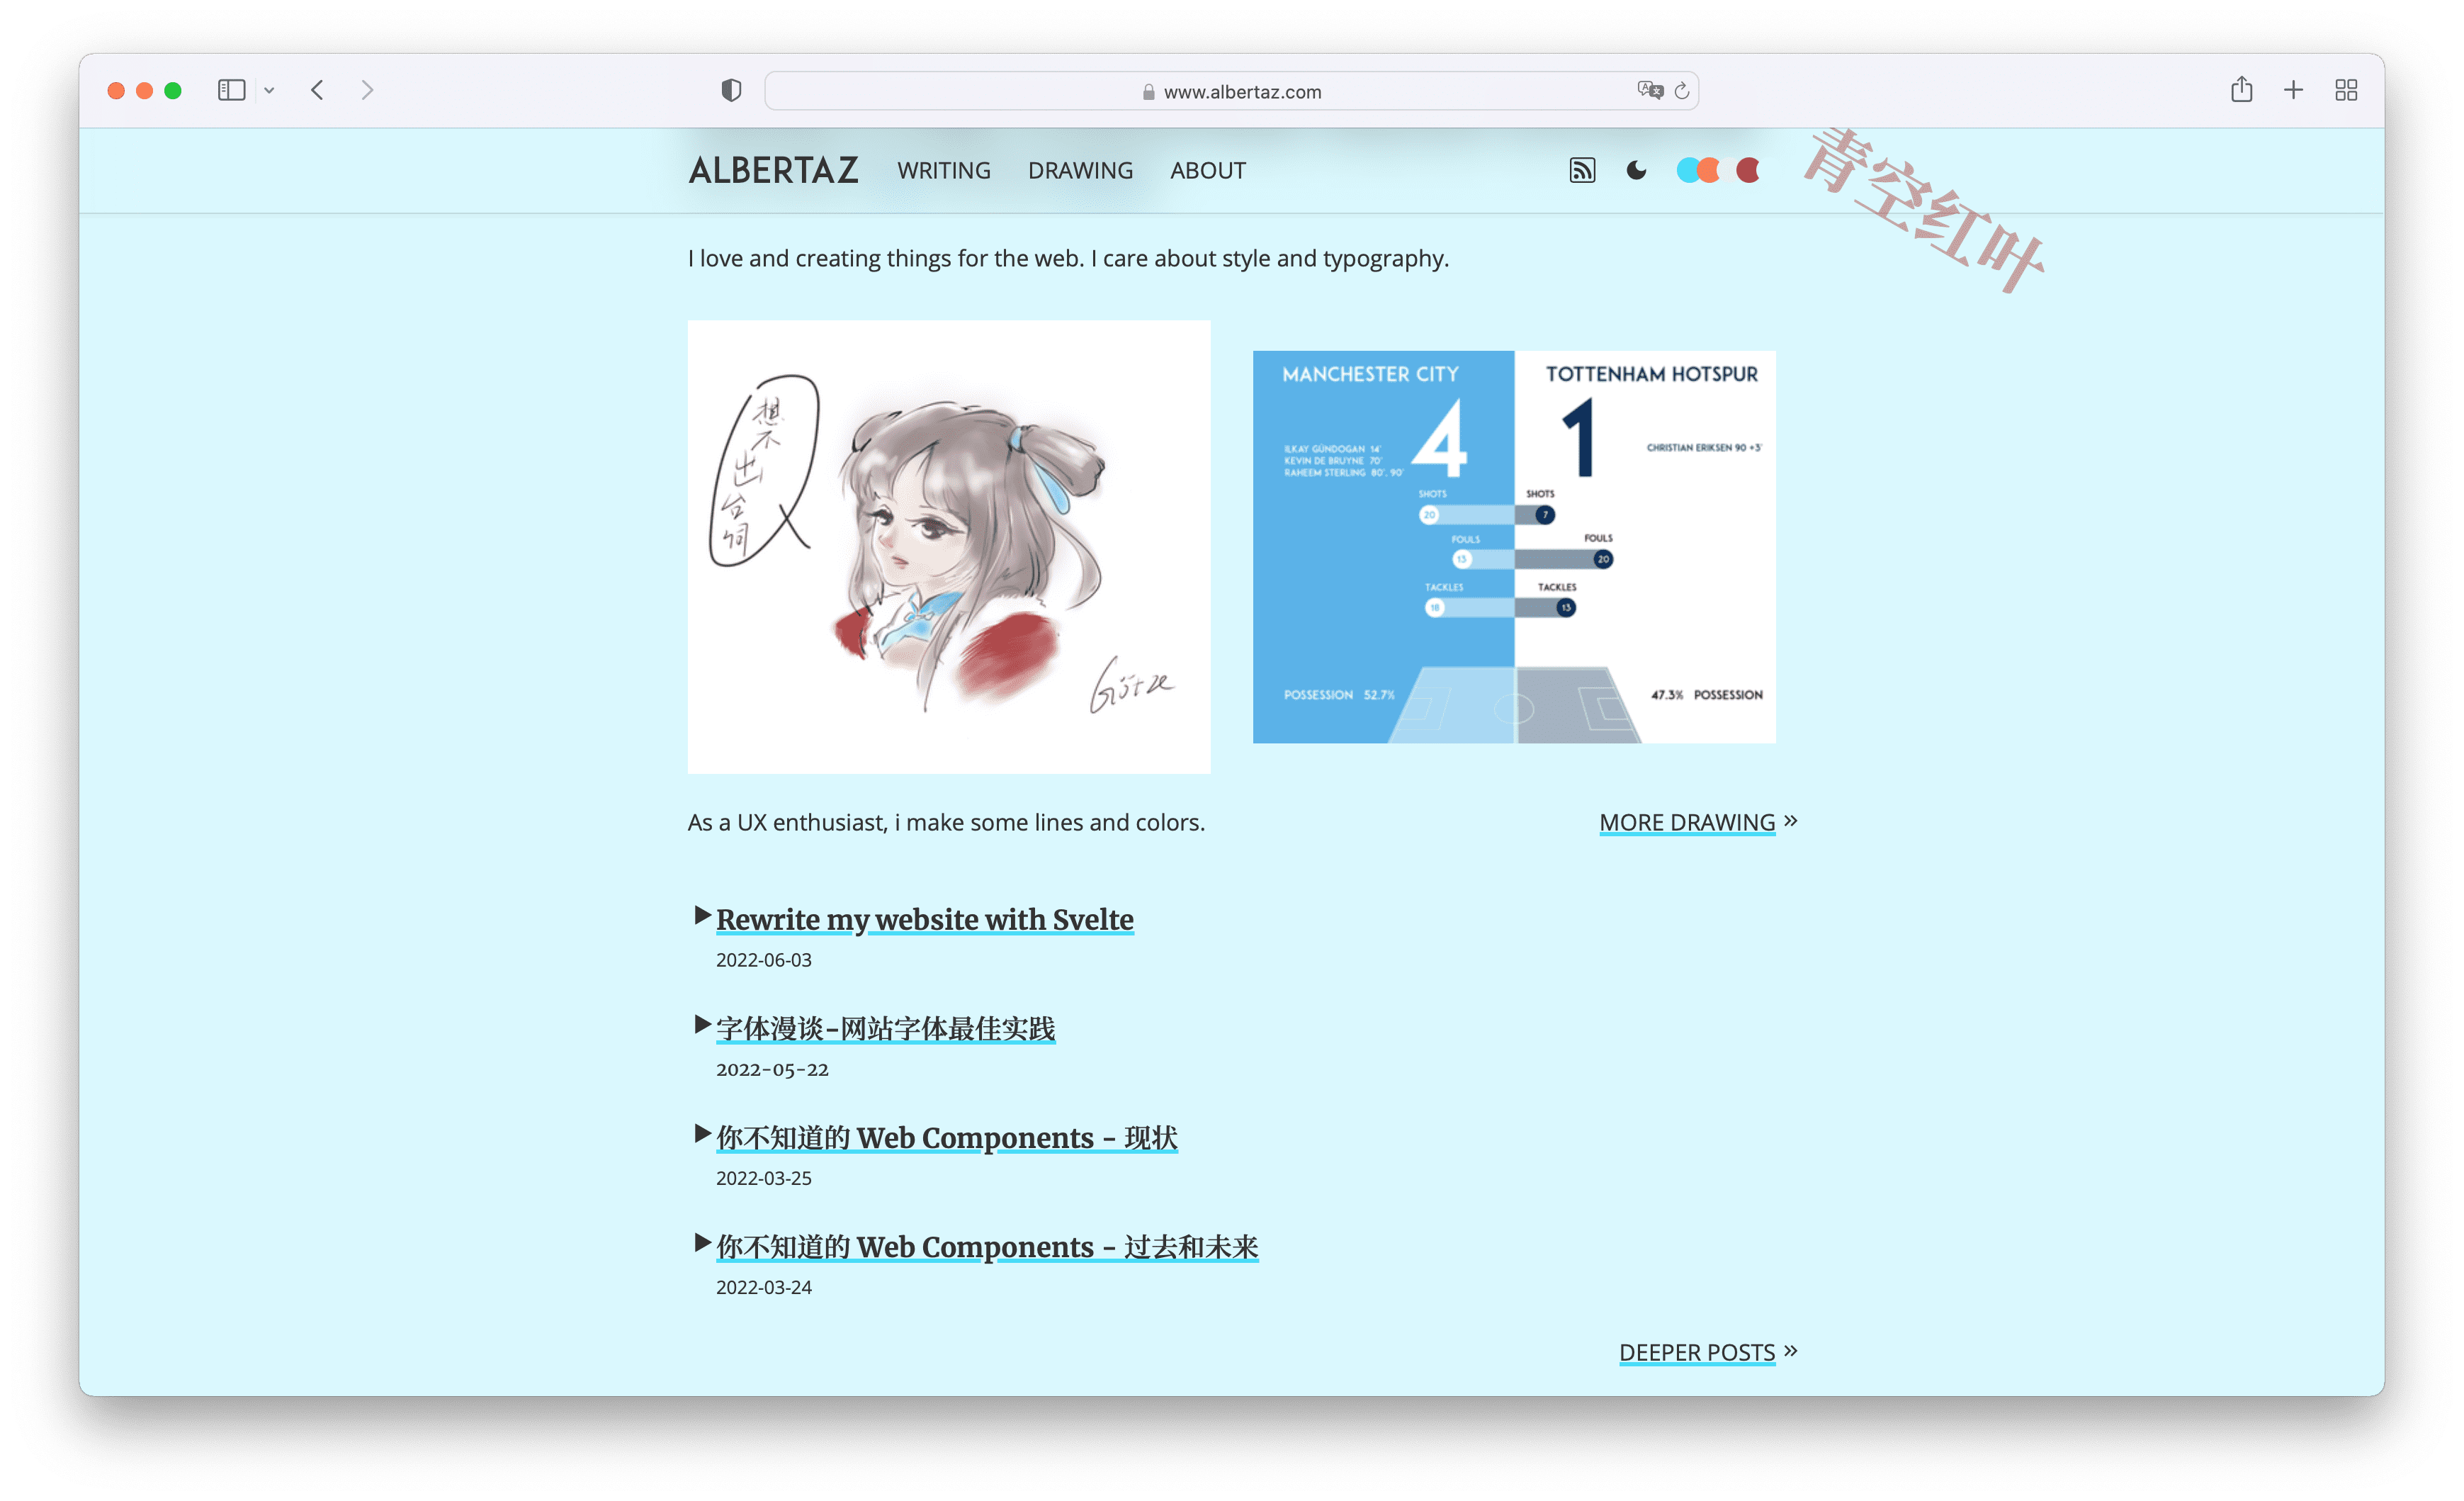 www.albertaz.com
ALBERTAZ WRITING DRAWING ABOUT
青空红叶
I love and creating things for the web. I care about style and typography.
想不出台词
Götze
MANCHESTER CITY
TOTTENHAM HOTSPUR
4
1
ILKAY GÜNDOGAN 14'
KEVIN DE BRUYNE 70'
RAHEEM STERLING 80', 90'
CHRISTIAN ERIKSEN 90 +3'
SHOTS SHOTS
20 7
FOULS FOULS
13 20
TACKLES TACKLES
18 13
POSSESSION 52.7%
47.3% POSSESSION
As a UX enthusiast, i make some lines and colors.
MORE DRAWING »
Rewrite my website with Svelte
2022-06-03
字体漫谈-网站字体最佳实践
2022-05-22
你不知道的 Web Components - 现状
2022-03-25
你不知道的 Web Components - 过去和未来
2022-03-24
DEEPER POSTS »